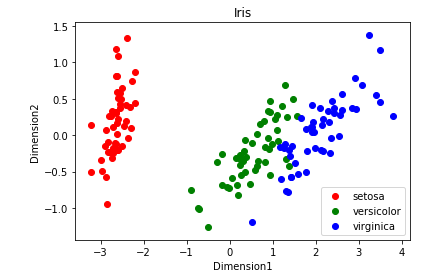 Iris
Dimension2
1.5
1.0
0.5
0.0
−0.5
−1.0
setosa
versicolor
virginica
−3 −2 −1 0 1 2 3 4
Dimension1